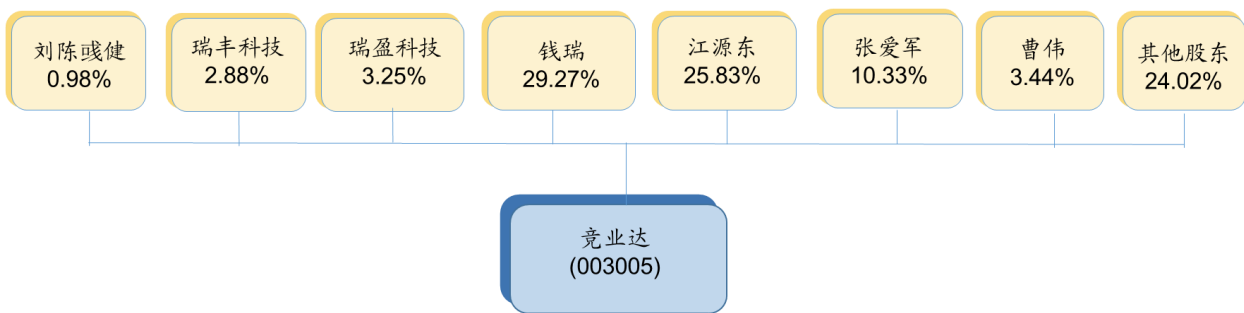 刘陈彧健
0.98%
瑞丰科技
2.88%
瑞盈科技
3.25%
钱瑞
29.27%
江源东
25.83%
张爱军
10.33%
曹伟
3.44%
其他股东
24.02%
竞业达
(003005)